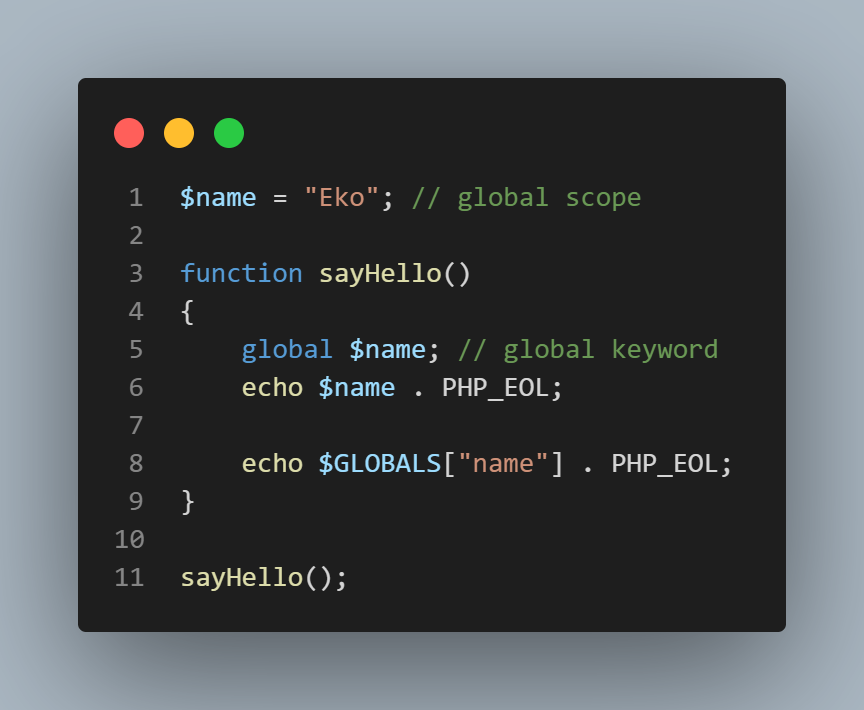 1 $name = "Eko"; // global scope
2
3 function sayHello()
4 {
5     global $name; // global keyword
6     echo $name . PHP_EOL;
7
8     echo $GLOBALS["name"] . PHP_EOL;
9 }
10
11 sayHello();